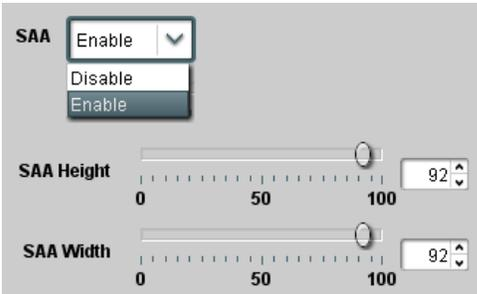 SAA Enable
Disable
Enable
SAA Height 92
0 50 100
SAA Width 92
0 50 100